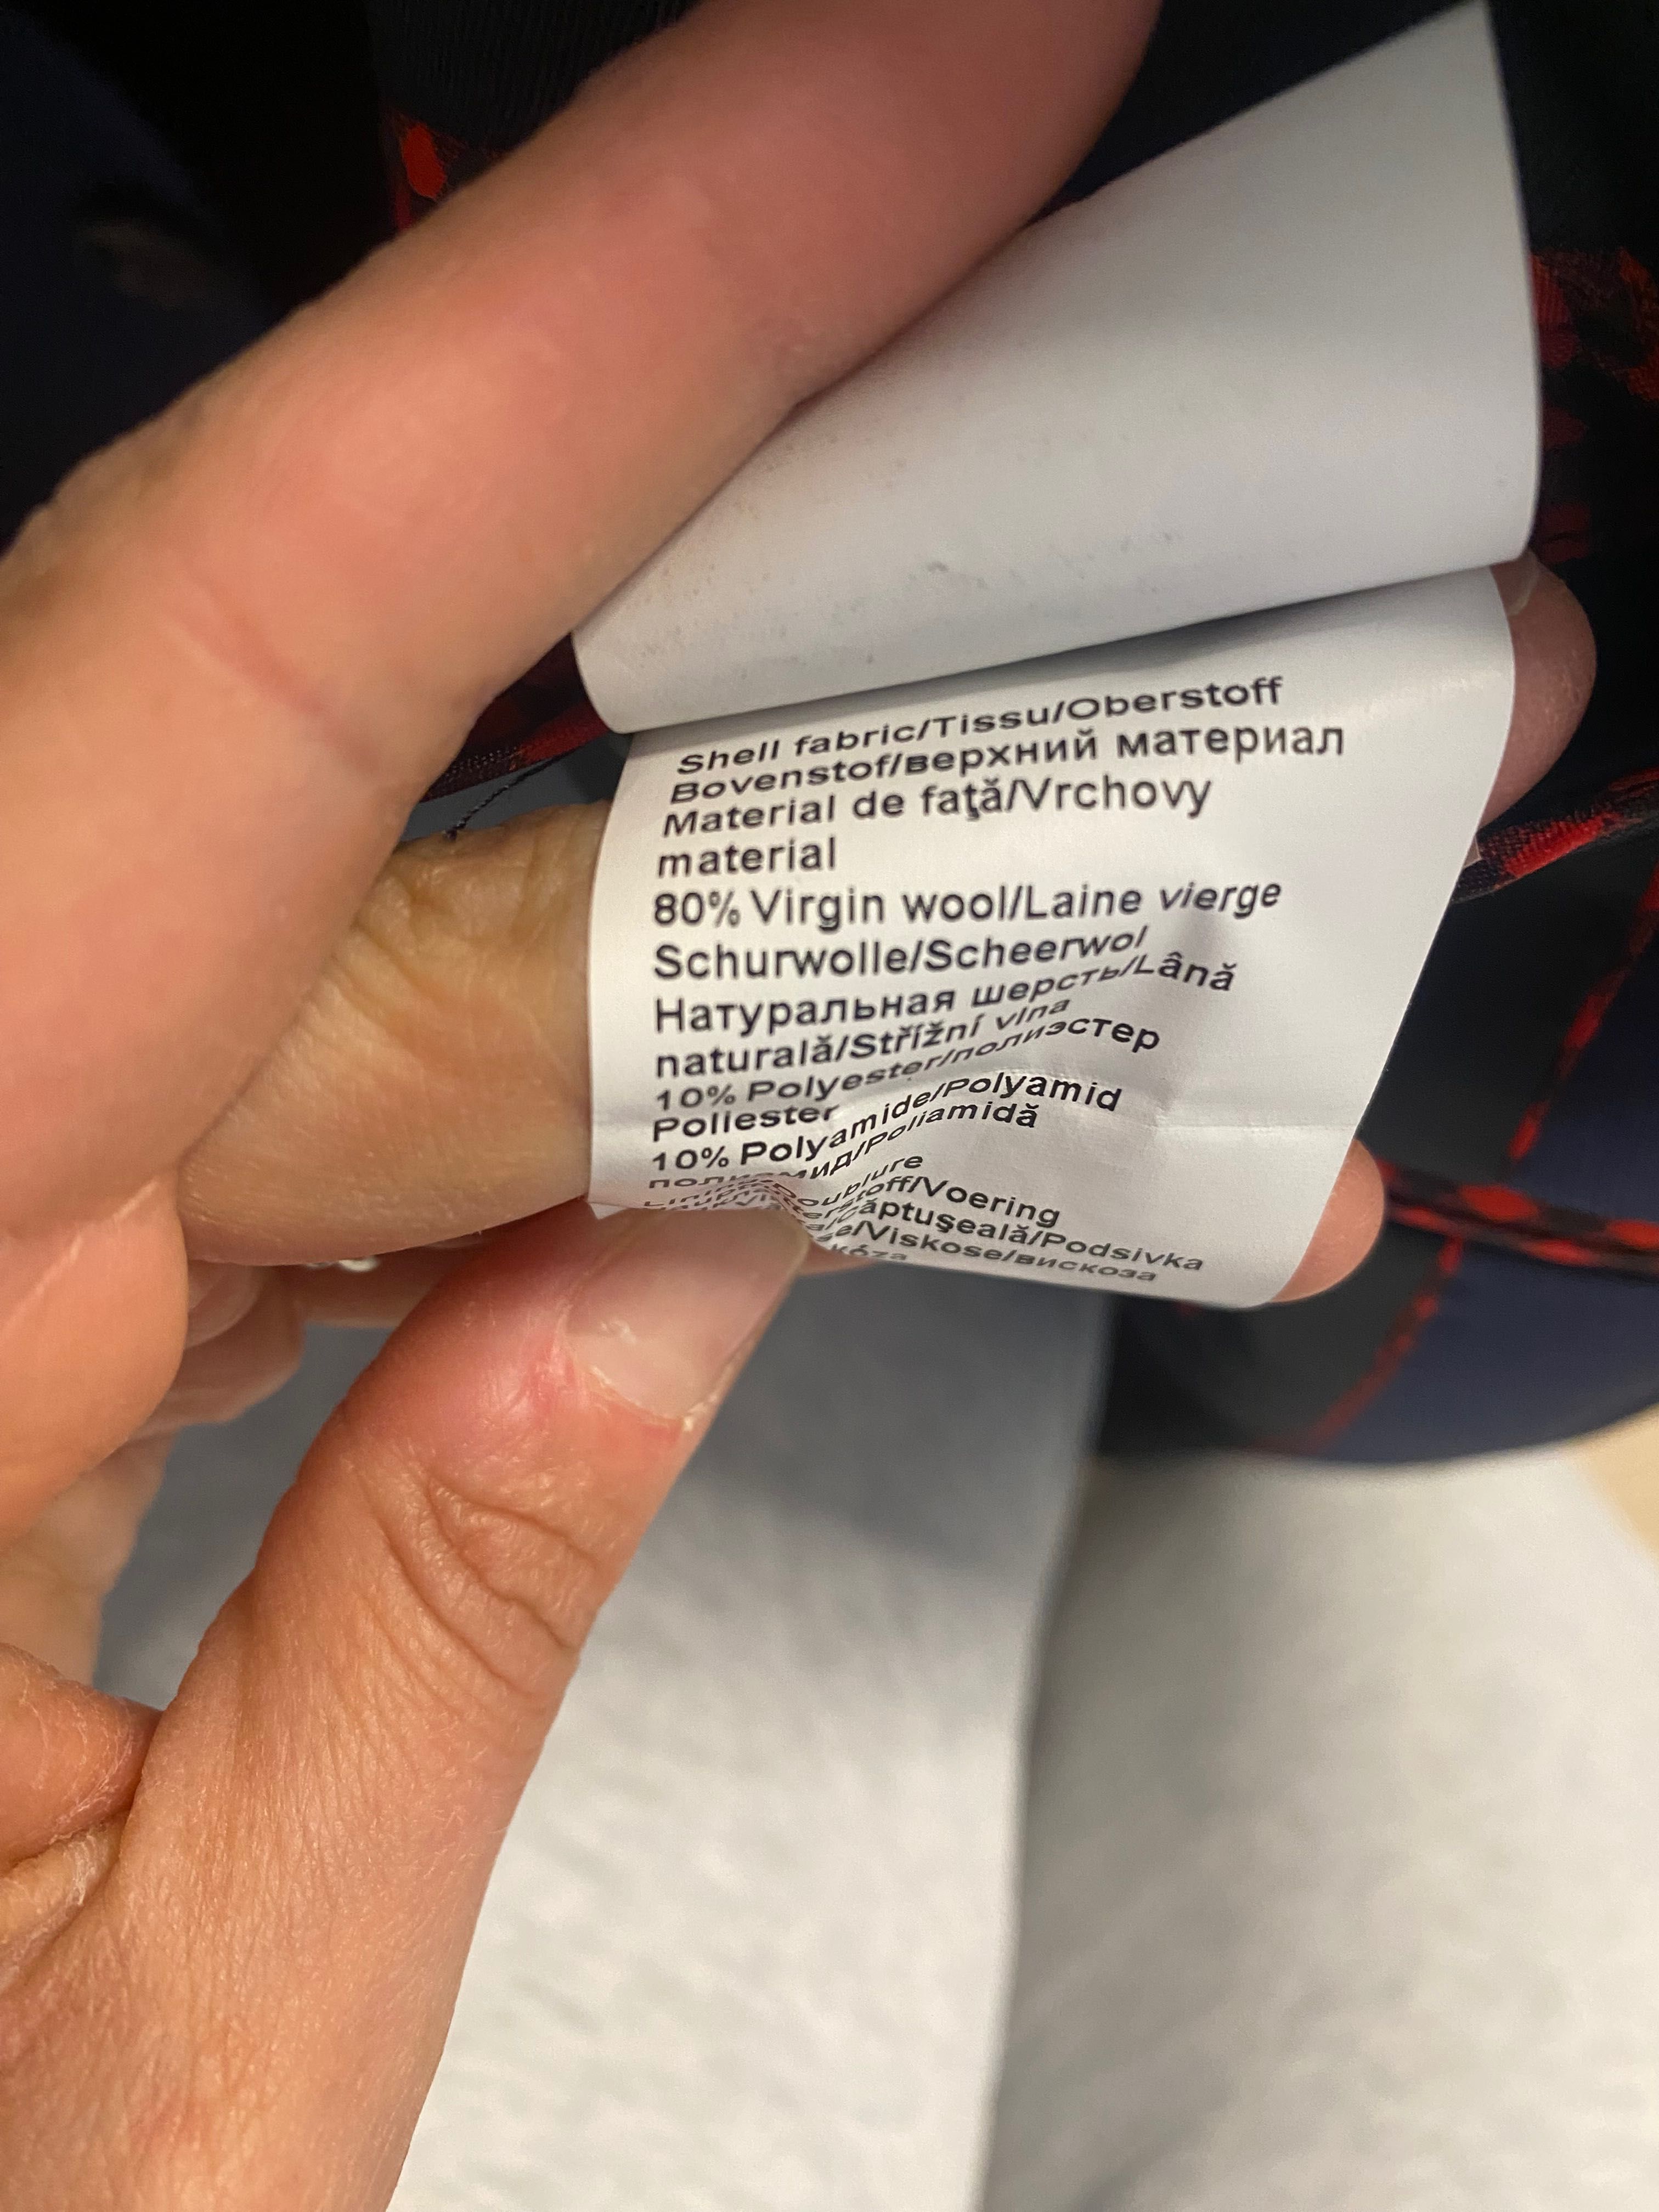 Shell fabric/Tissu/Oberstoff
Bovenstof/верхний материал
Material de faţă/Vrchovy
material
80% Virgin wool/Laine vierge
Schurwolle/Scheerwol
Натуральная шерсть/Lână
naturală/Střížní vlna
10% Polyester/полиэстер
Poliester
10% Polyamide/Polyamid
полиамид/Poliamidă
Doublure
Voering
căptuşeală/Podsivka
Viskose/вискоза